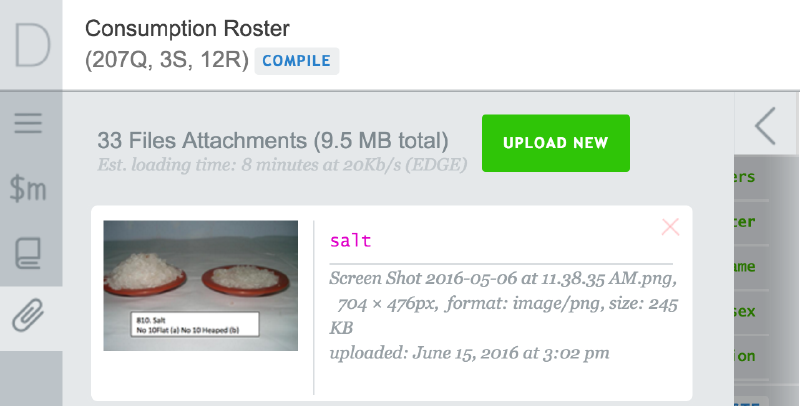 D
Consumption Roster
(207Q, 3S, 12R) COMPILE
33 Files Attachments (9.5 MB total)
Est. loading time: 8 minutes at 20Kb/s (EDGE)
UPLOAD NEW
$m
salt
Screen Shot 2016-05-06 at 11.38.35 AM.png,
704 × 476px, format: image/png, size: 245
KB
uploaded: June 15, 2016 at 3:02 pm
810. Salt
No 10Flat (a) No 10 Heaped (b)
ers
ter
ame
sex
ion